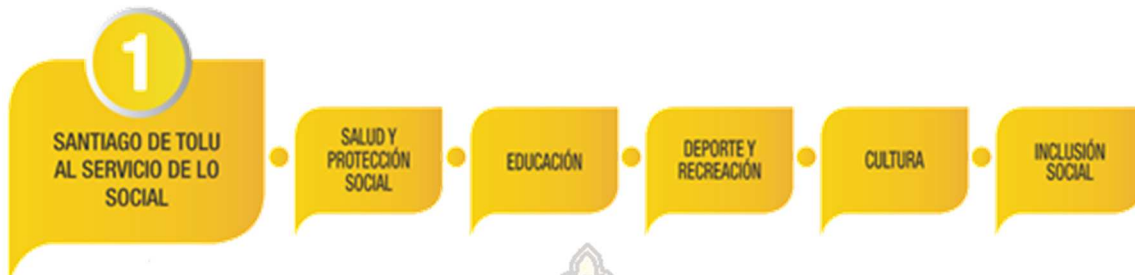 1
SANTIAGO DE TOLU
AL SERVICIO DE LO
SOCIAL
SALUD Y
PROTECCIÓN
SOCIAL
EDUCACIÓN
DEPORTE Y
RECREACIÓN
CULTURA
INCLUSIÓN
SOCIAL